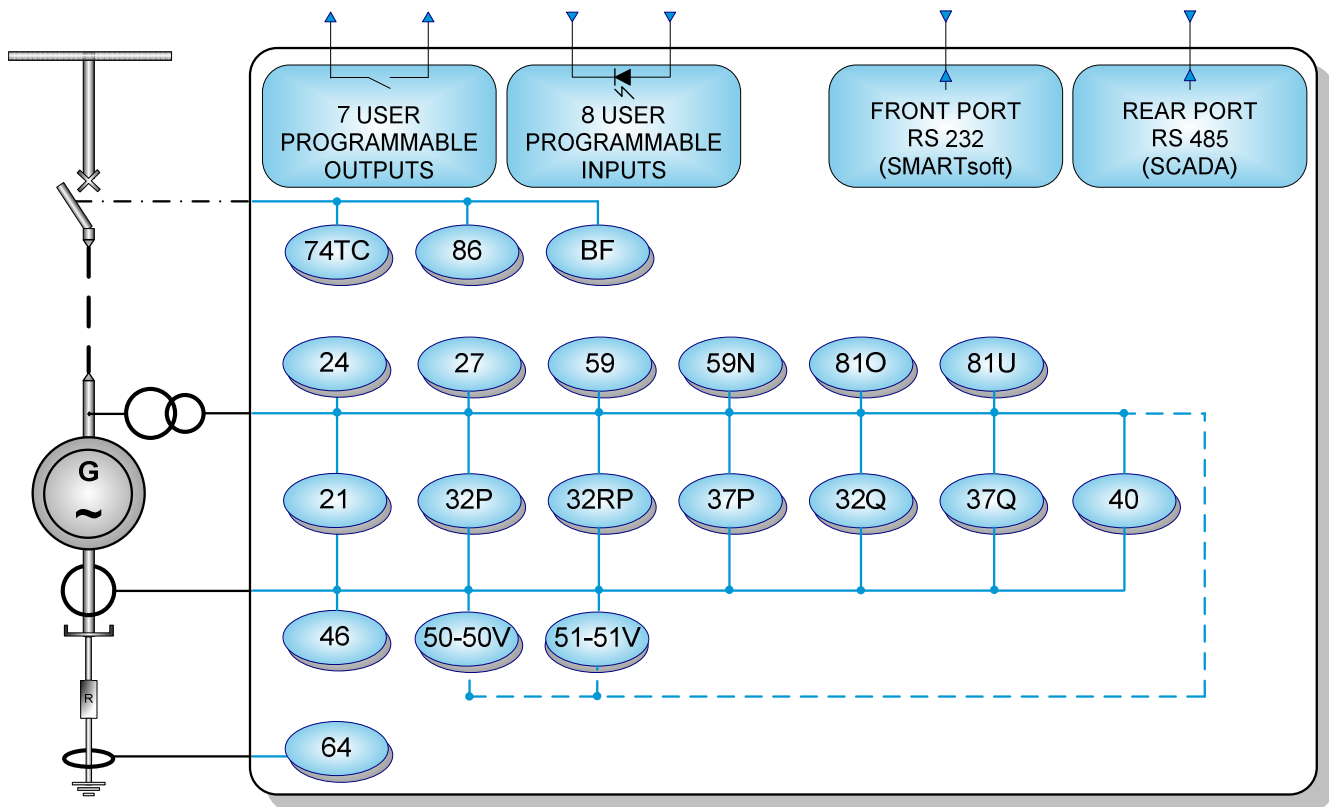 7 USER
PROGRAMMABLE
OUTPUTS
8 USER
PROGRAMMABLE
INPUTS
FRONT PORT
RS 232
(SMARTsoft)
REAR PORT
RS 485
(SCADA)
74TC
86
BF
24
27
59
59N
81O
81U
G
~
21
32P
32RP
37P
32Q
37Q
40
46
50-50V
51-51V
R
64